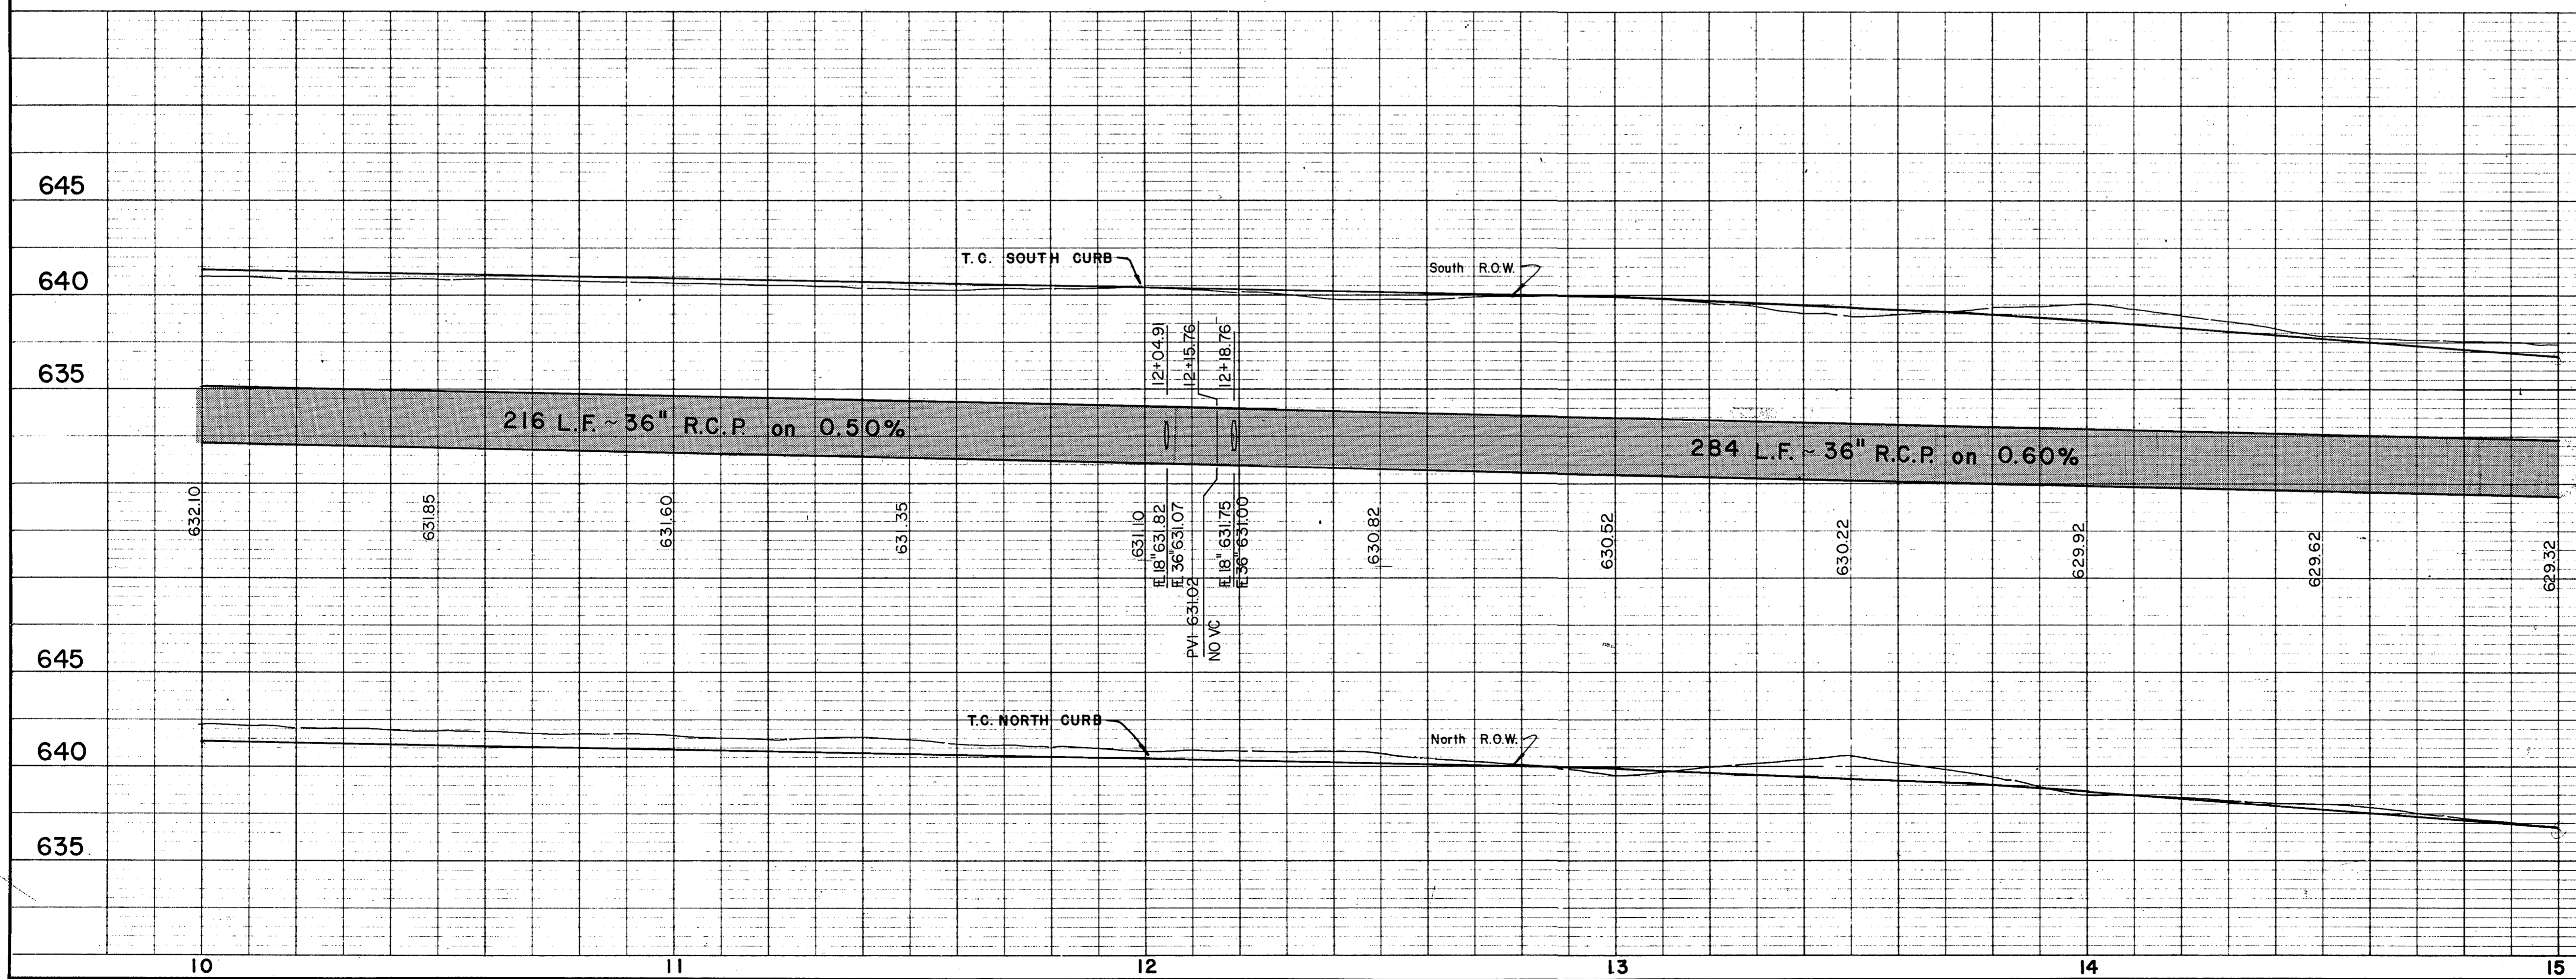 645
T.C. SOUTH CURB
South R.O.W.
640
12+04.91
12+15.76
12+18.76
635
216 L.F. ~ 36" R.C.P. on 0.50%
284 L.F. ~ 36" R.C.P. on 0.60%
632.10
631.85
631.60
631.35
631.10
FL 18" 631.82
FL 36" 631.07
PVI 631.02
NO VC
FL 18" 631.75
FL 36" 631.00
630.82
630.52
630.22
629.92
629.62
629.32
645
T.C. NORTH CURB
North R.O.W.
640
635
10 11 12 13 14 15